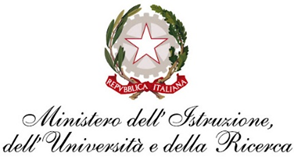 REPVBBLICA ITALIANA
Ministero dell'Istruzione,
dell'Università e della Ricerca